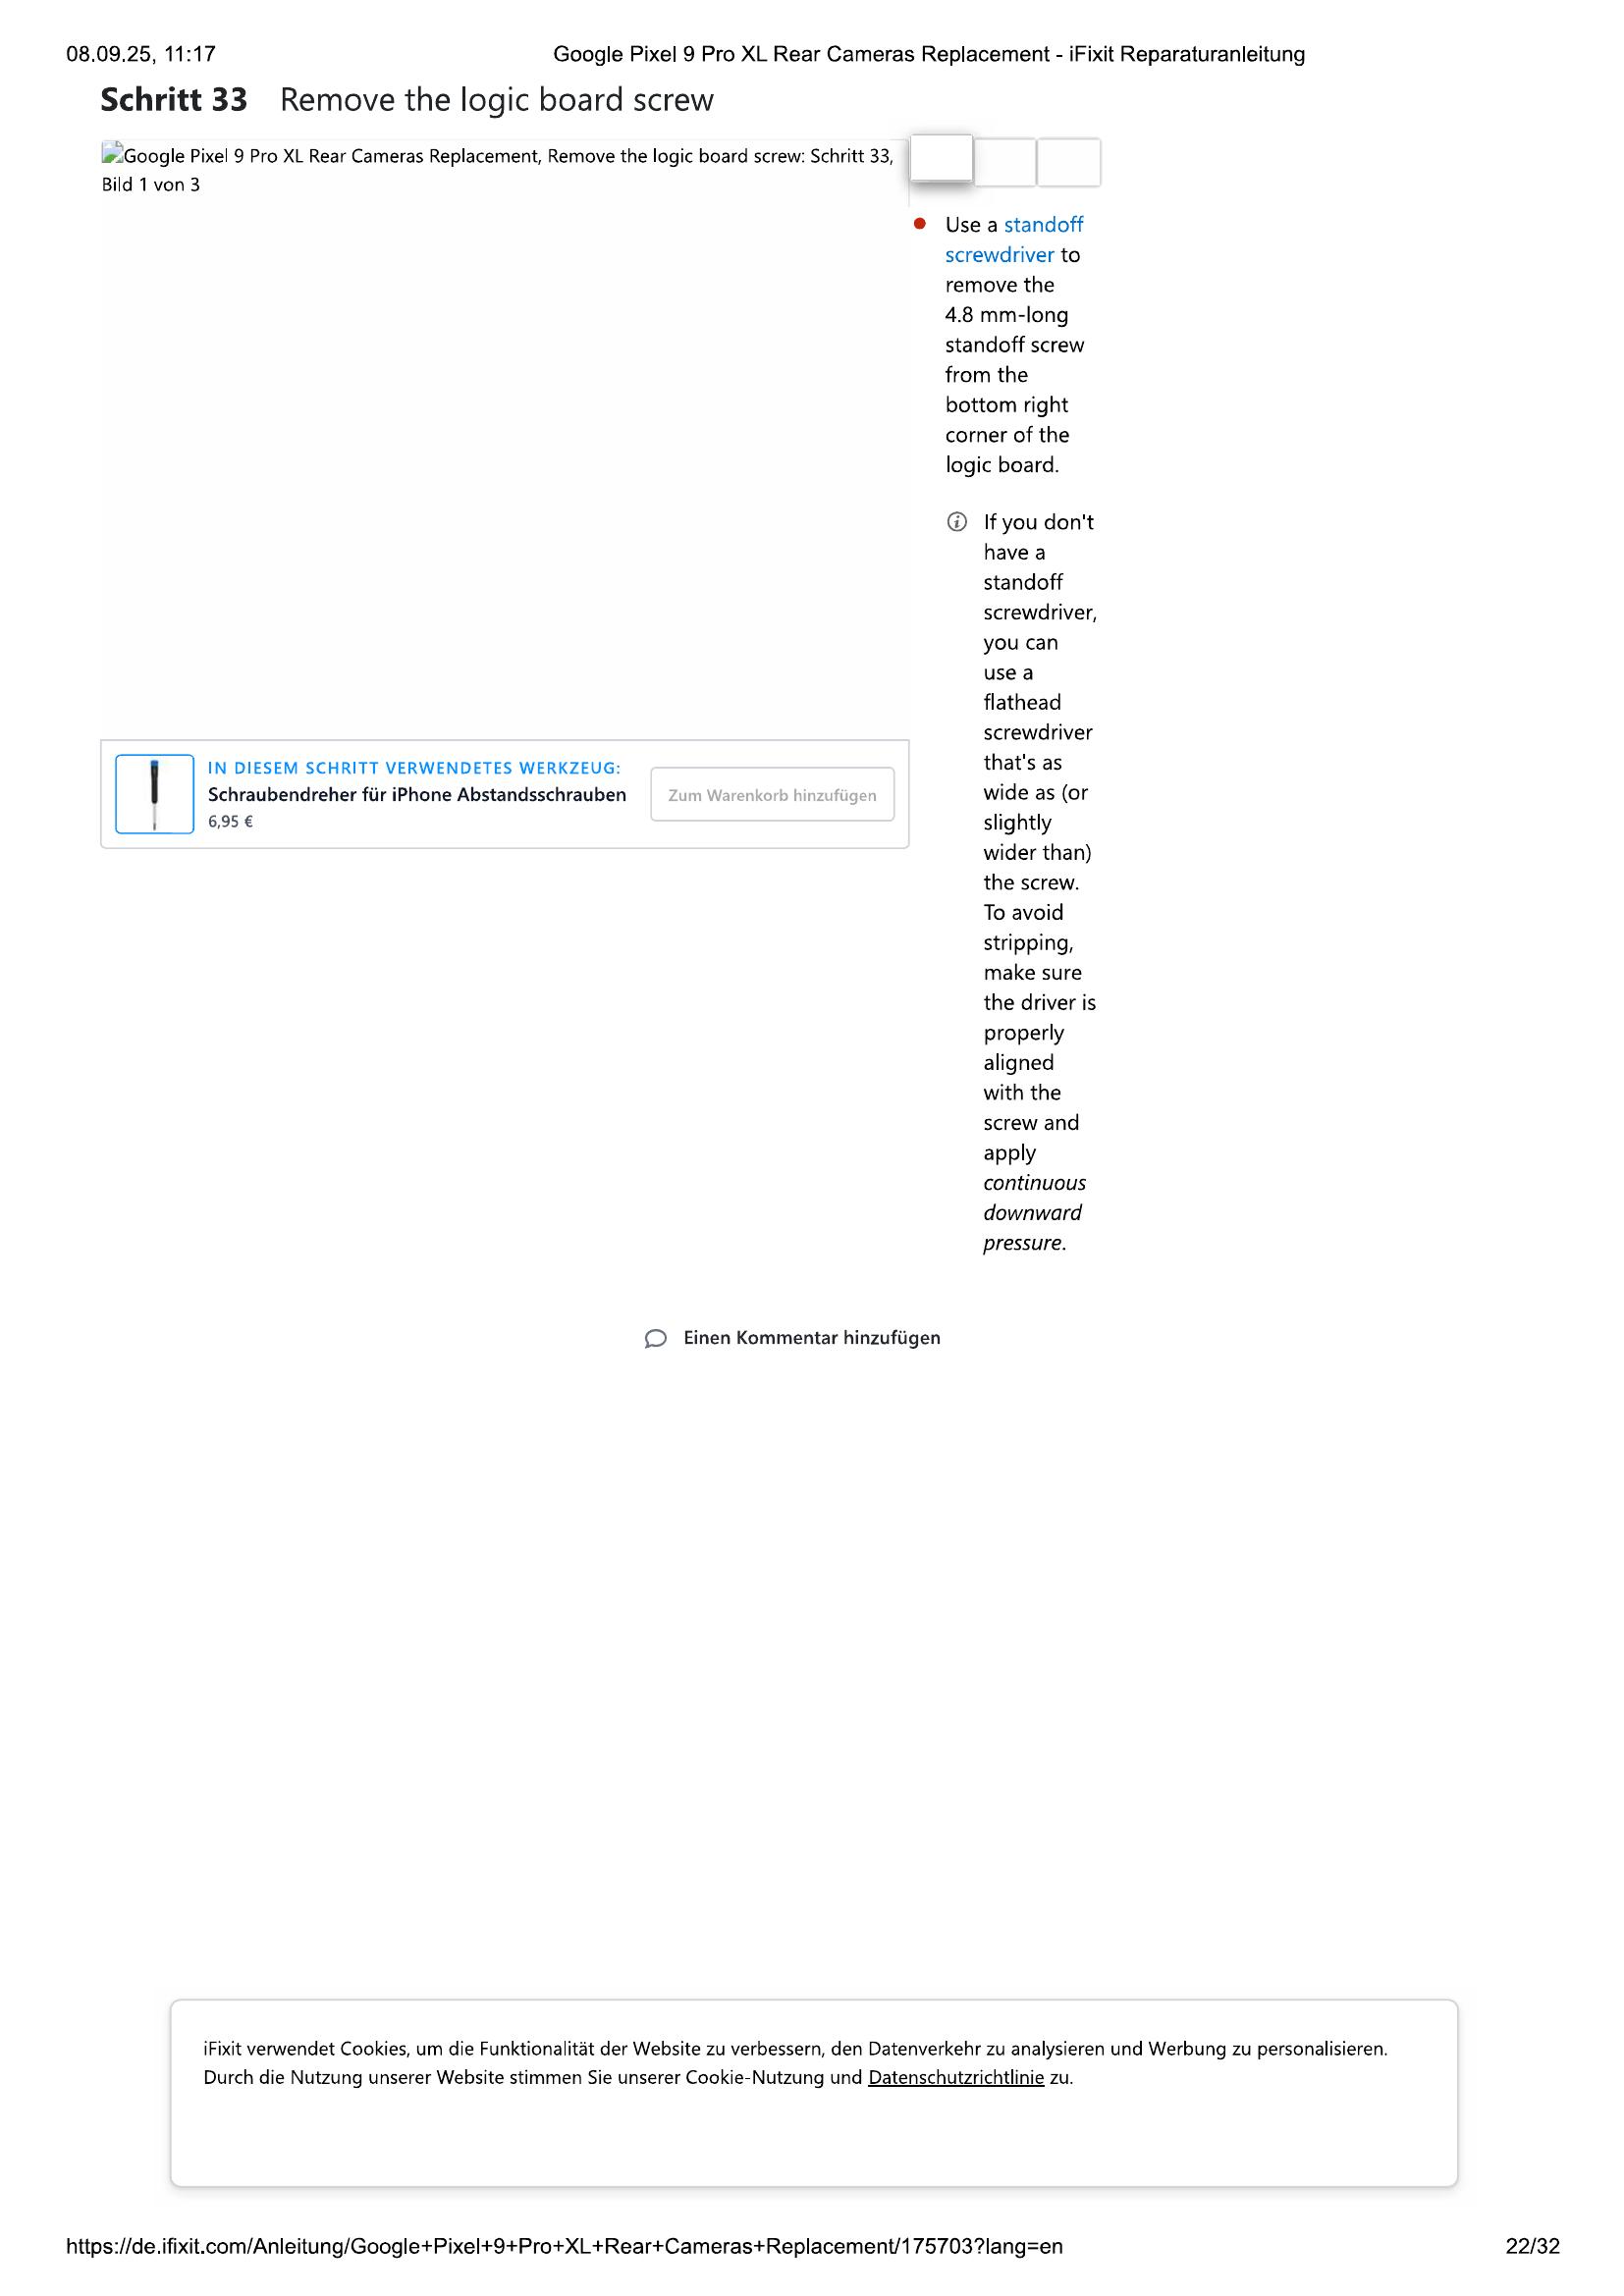 08.09.25, 11:17
Google Pixel 9 Pro XL Rear Cameras Replacement - iFixit Reparaturanleitung
Schritt 33 Remove the logic board screw
Google Pixel 9 Pro XL Rear Cameras Replacement, Remove the logic board screw: Schritt 33,
Bild 1 von 3
Use a standoff
screwdriver to
remove the
4.8 mm-long
standoff screw
from the
bottom right
corner of the
logic board.
If you don't
have a
standoff
screwdriver,
you can
use a
flathead
screwdriver
that's as
wide as (or
slightly
wider than)
the screw.
To avoid
stripping,
make sure
the driver is
properly
aligned
with the
screw and
apply
continuous
downward
pressure.
IN DIESEM SCHRITT VERWENDETES WERKZEUG:
Schraubendreher für iPhone Abstandsschrauben
6,95 €
Zum Warenkorb hinzufügen
Einen Kommentar hinzufügen
iFixit verwendet Cookies, um die Funktionalität der Website zu verbessern, den Datenverkehr zu analysieren und Werbung zu personalisieren.
Durch die Nutzung unserer Website stimmen Sie unserer Cookie-Nutzung und Datenschutzrichtlinie zu.
https://de.ifixit.com/Anleitung/Google+Pixel+9+Pro+XL+Rear+Cameras+Replacement/175703?lang=en
22/32